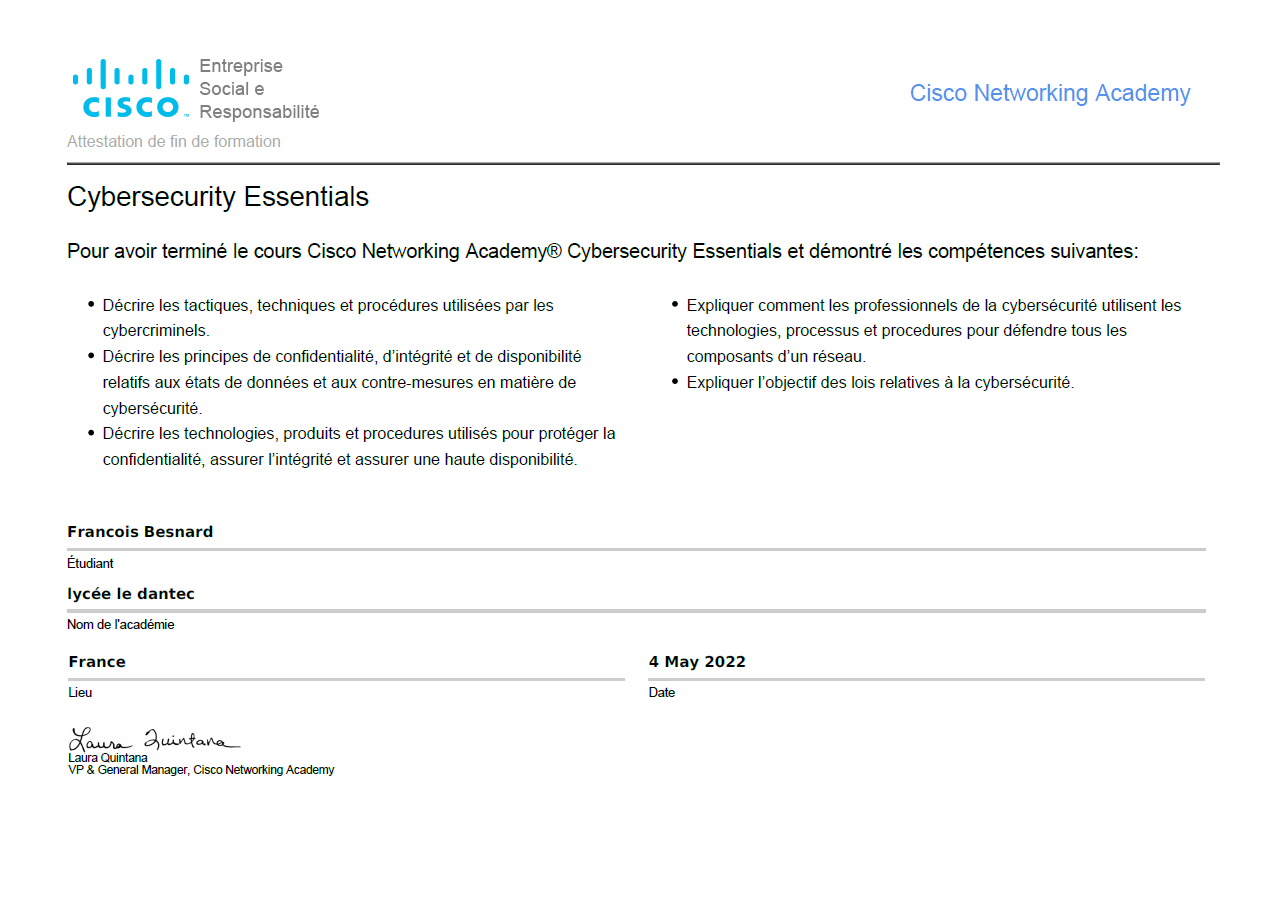 Entreprise
Social e
Responsabilité
CISCO™
Cisco Networking Academy
Attestation de fin de formation
Cybersecurity Essentials
Pour avoir terminé le cours Cisco Networking Academy® Cybersecurity Essentials et démontré les compétences suivantes:
• Décrire les tactiques, techniques et procédures utilisées par les
cybercriminels.
• Décrire les principes de confidentialité, d’intégrité et de disponibilité
relatifs aux états de données et aux contre-mesures en matière de
cybersécurité.
• Décrire les technologies, produits et procedures utilisés pour protéger la
confidentialité, assurer l’intégrité et assurer une haute disponibilité.
• Expliquer comment les professionnels de la cybersécurité utilisent les
technologies, processus et procedures pour défendre tous les
composants d’un réseau.
• Expliquer l’objectif des lois relatives à la cybersécurité.
Francois Besnard
Étudiant
lycée le dantec
Nom de l'académie
France
Lieu
4 May 2022
Date
Laura Quintana
Laura Quintana
VP & General Manager, Cisco Networking Academy